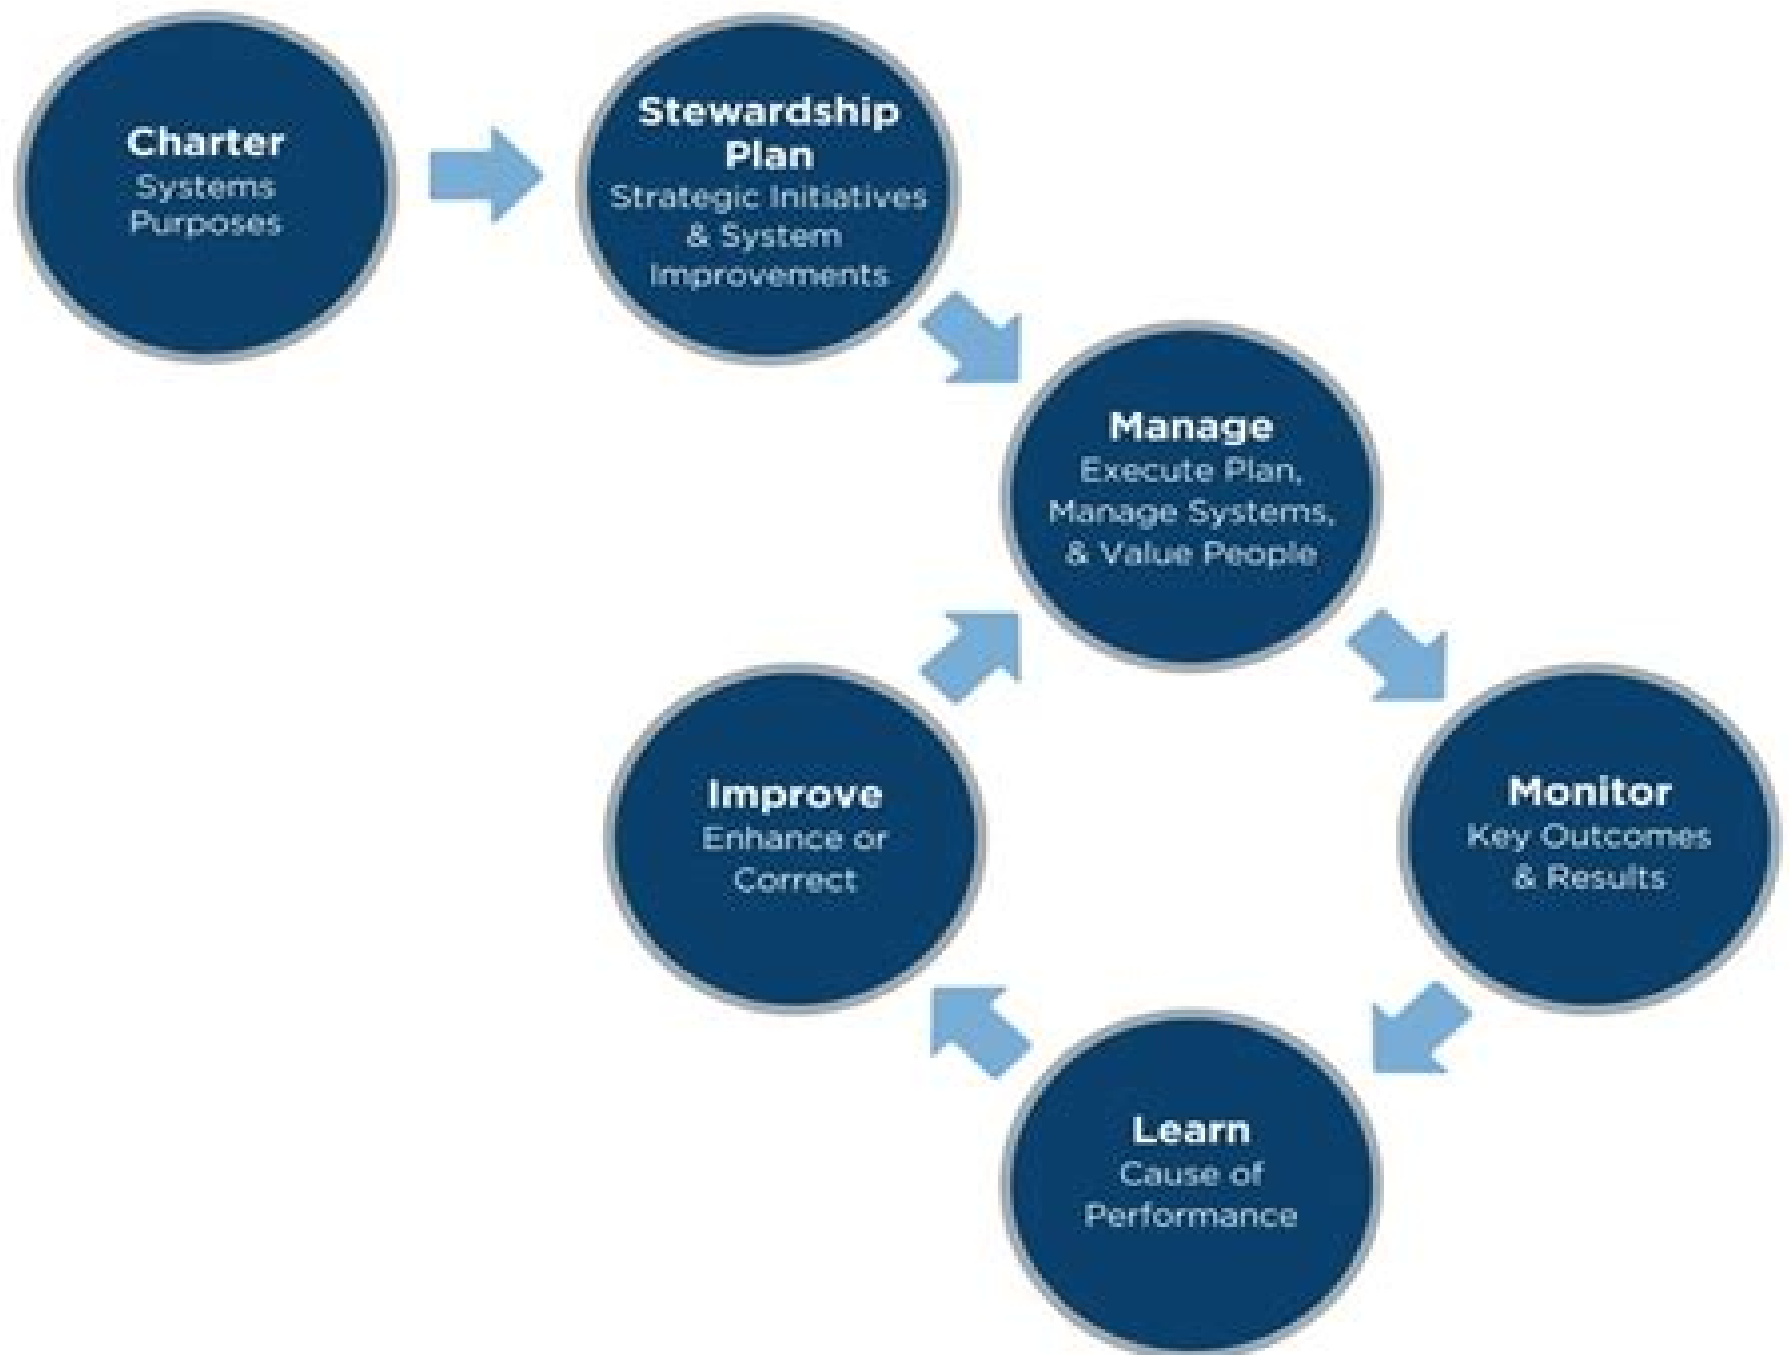 Charter
Systems
Purposes
Stewardship
Plan
Strategic Initiatives
& System
Improvements
Manage
Execute Plan,
Manage Systems,
& Value People
Monitor
Key Outcomes
& Results
Learn
Cause of
Performance
Improve
Enhance or
Correct